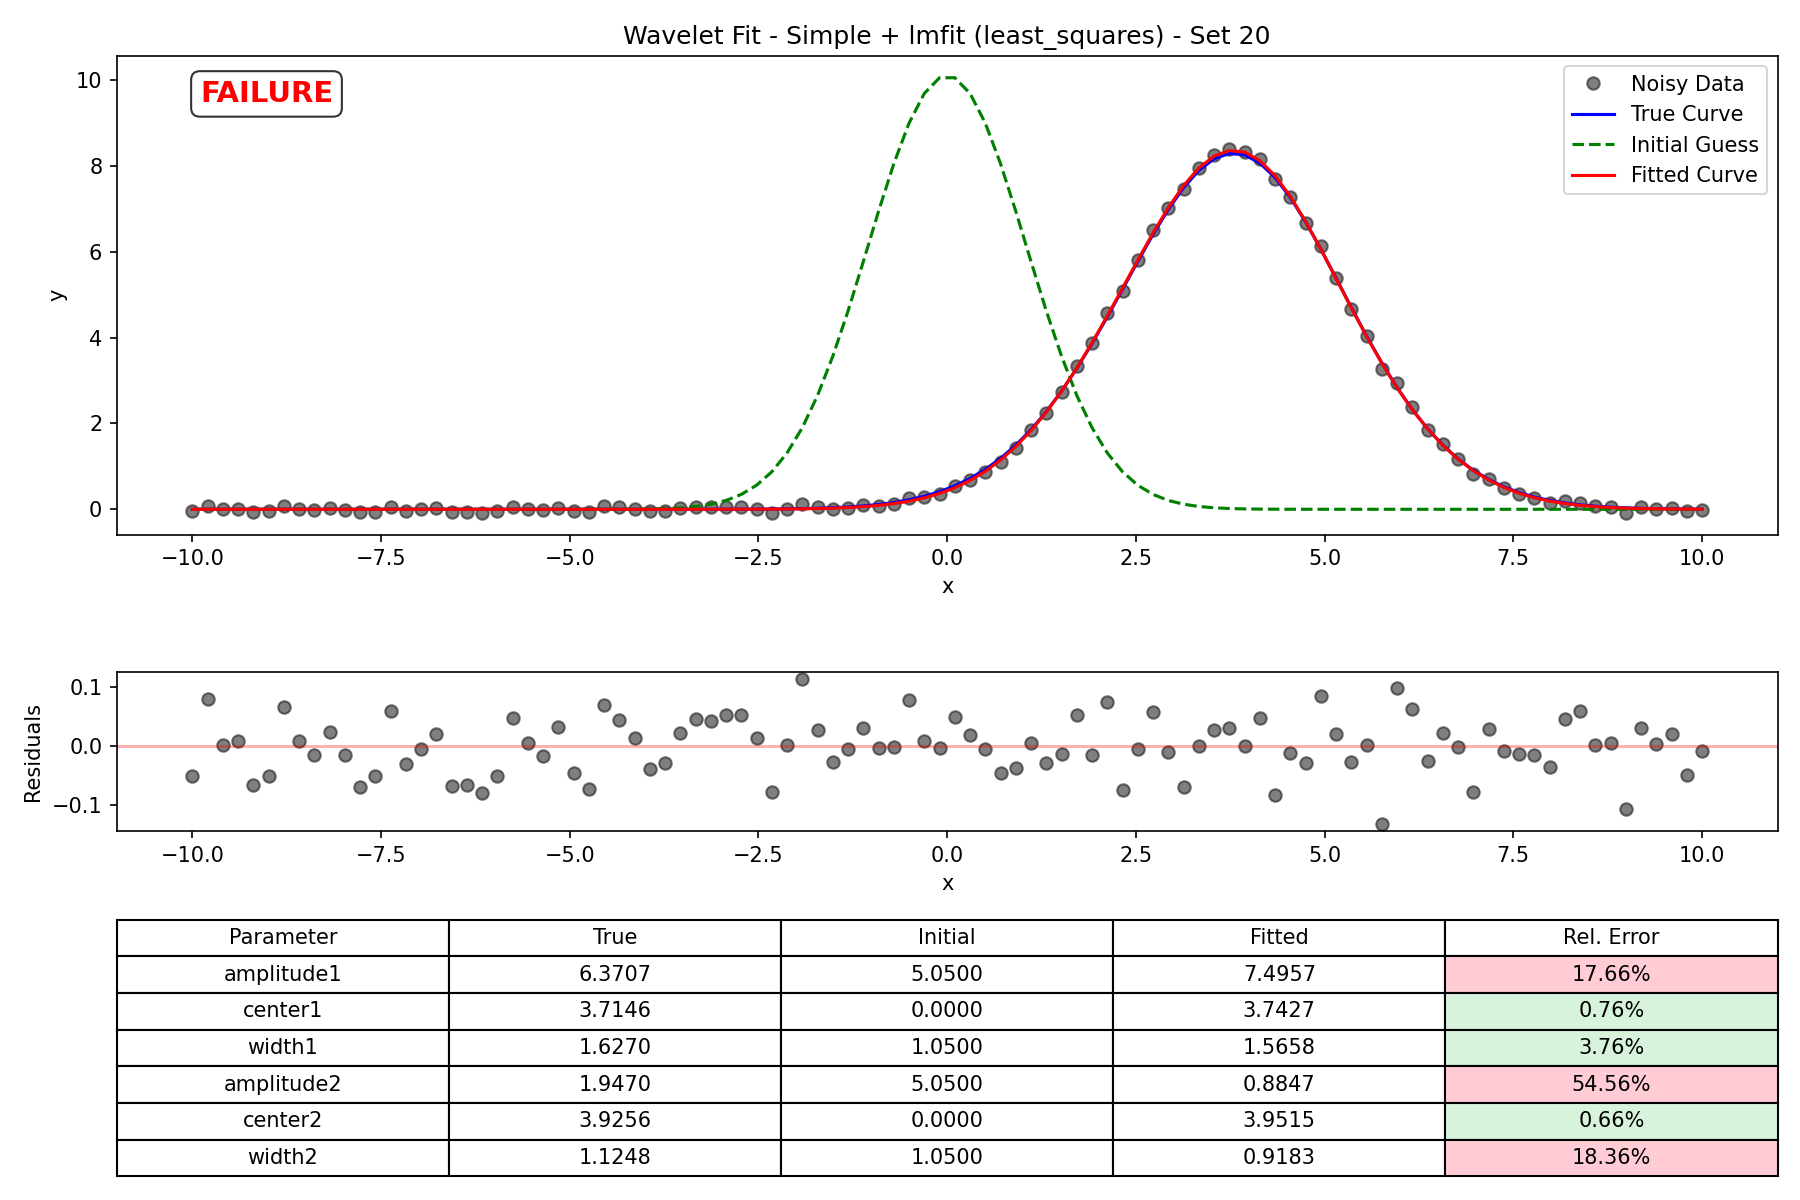 Wavelet Fit - Simple + lmfit (least_squares) - Set 20
FAILURE
Noisy Data
True Curve
Initial Guess
Fitted Curve
10
8
6
4
2
0
y
−10.0 −7.5 −5.0 −2.5 0.0 2.5 5.0 7.5 10.0
x
0.1
0.0
−0.1
Residuals
−10.0 −7.5 −5.0 −2.5 0.0 2.5 5.0 7.5 10.0
x
Parameter True Initial Fitted Rel. Error
amplitude1 6.3707 5.0500 7.4957 17.66%
center1 3.7146 0.0000 3.7427 0.76%
width1 1.6270 1.0500 1.5658 3.76%
amplitude2 1.9470 5.0500 0.8847 54.56%
center2 3.9256 0.0000 3.9515 0.66%
width2 1.1248 1.0500 0.9183 18.36%